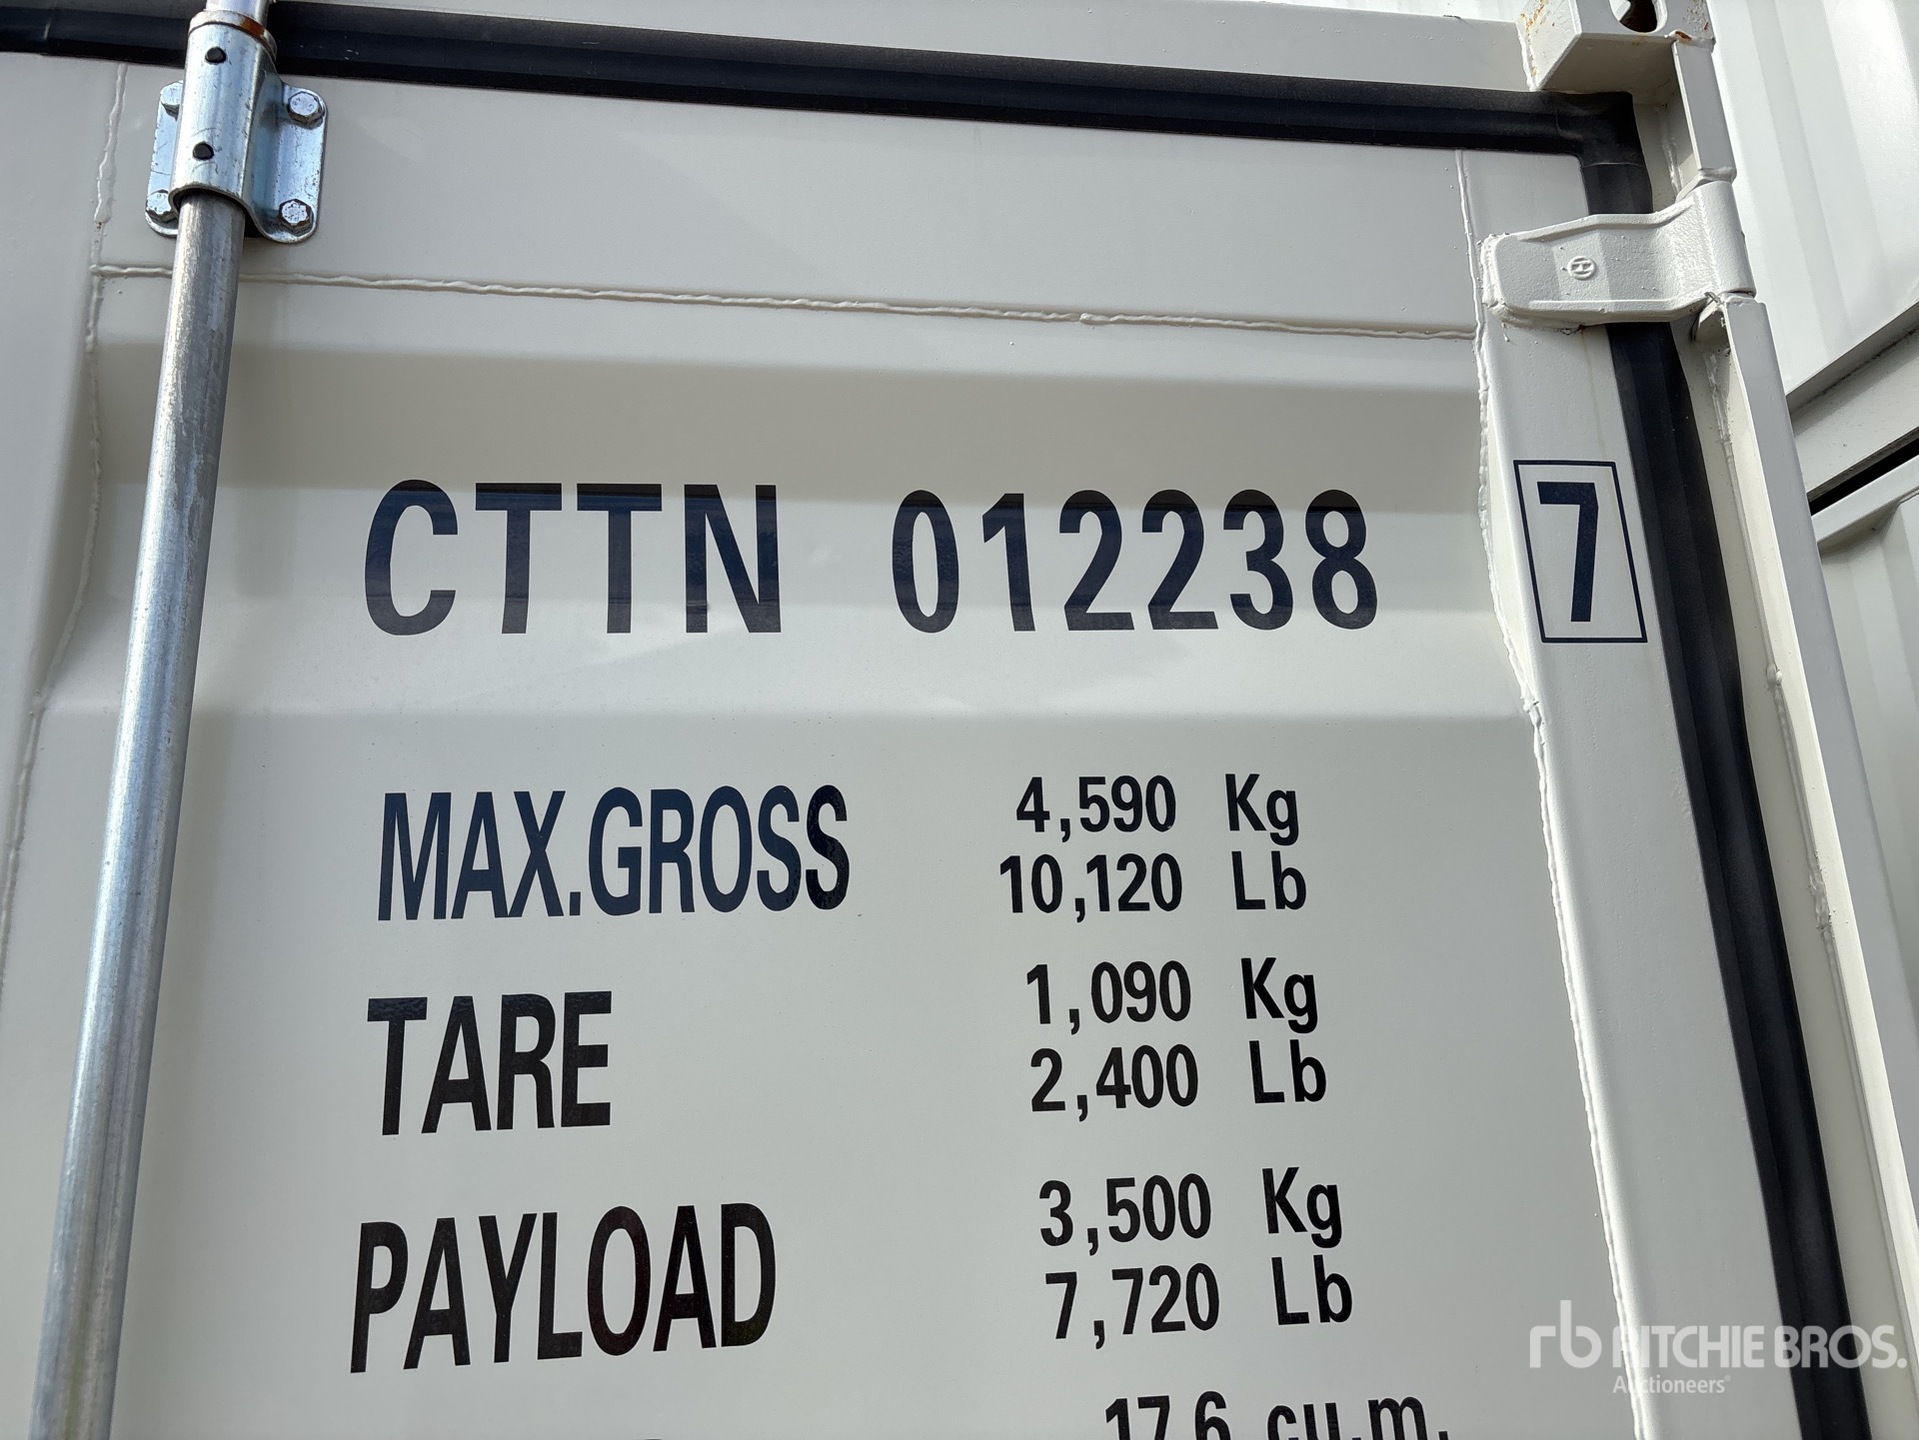 CTTN 012238 7
MAX.GROSS 4,590 Kg
10,120 Lb
TARE 1,090 Kg
2,400 Lb
PAYLOAD 3,500 Kg
7,720 Lb
17.6 cu.m.
rb RITCHIE BROS.
Auctioneers